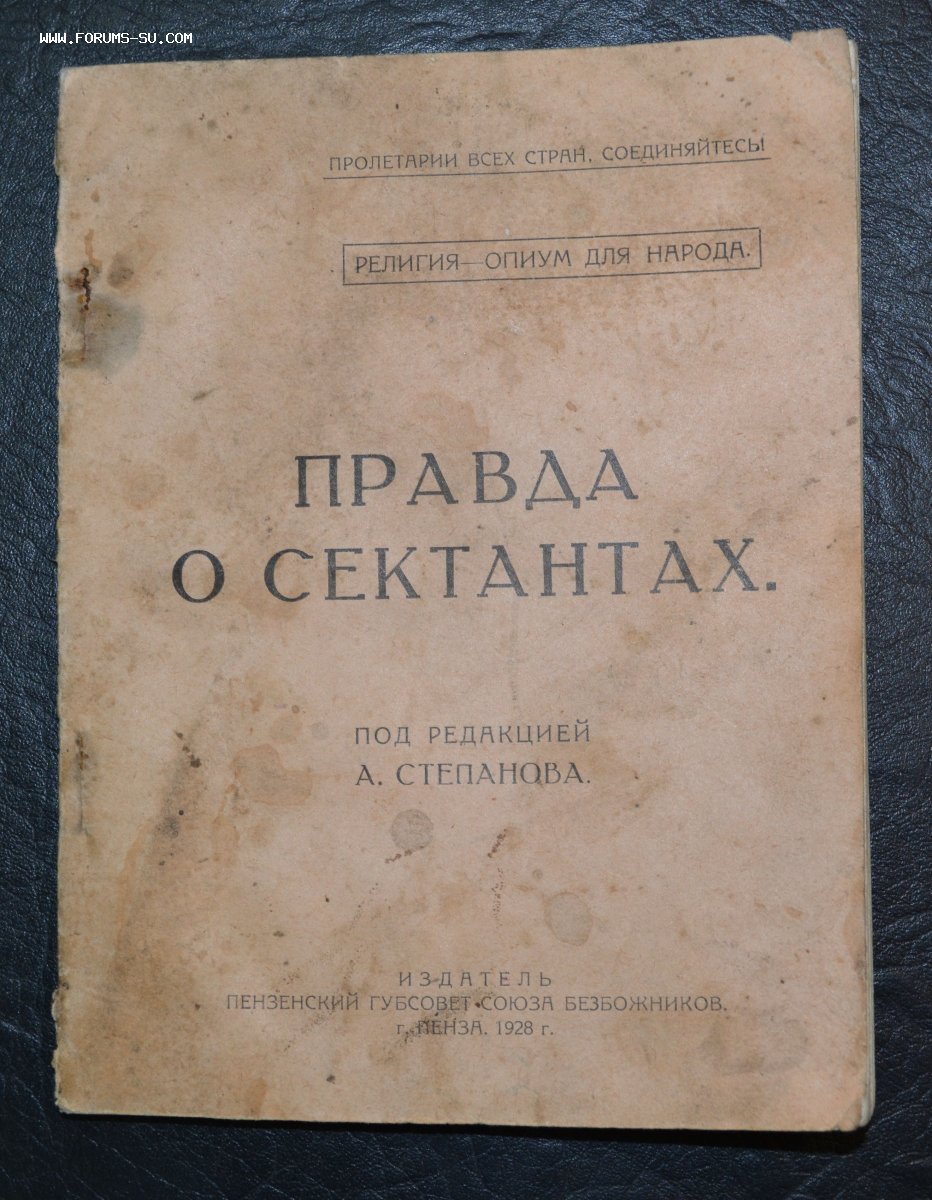 www.forums-su.com
ПРОЛЕТАРИИ ВСЕХ СТРАН, СОЕДИНЯЙТЕСЬ!
РЕЛИГИЯ—ОПИУМ ДЛЯ НАРОДА.
ПРАВДА
О СЕКТАНТАХ.
ПОД РЕДАКЦИЕЙ
А. СТЕПАНОВА.
ИЗДАТЕЛЬ
ПЕНЗЕНСКИЙ ГУБСОВЕТ СОЮЗА БЕЗБОЖНИКОВ.
г. ПЕНЗА. 1928 г.